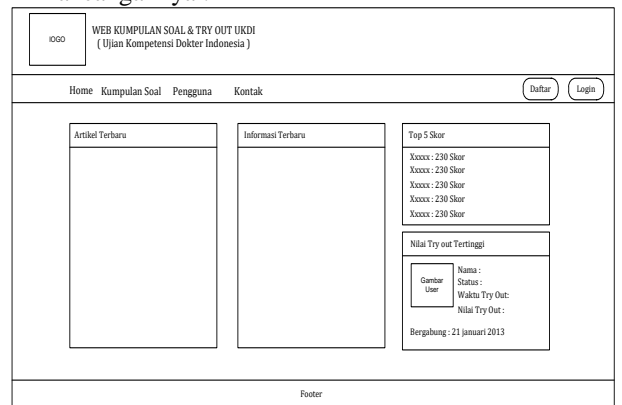 lOGO
WEB KUMPULAN SOAL & TRY OUT UKDI
( Ujian Kompetensi Dokter Indonesia )
Home Kumpulan Soal Pengguna Kontak
Daftar
Login
Artikel Terbaru
Informasi Terbaru
Top 5 Skor
Xxxxx : 230 Skor
Xxxxx : 230 Skor
Xxxxx : 230 Skor
Xxxxx : 230 Skor
Xxxxx : 230 Skor
Nilai Try out Tertinggi
Gambar
User
Nama :
Status :
Waktu Try Out:
Nilai Try Out :
Bergabung : 21 januari 2013
Footer